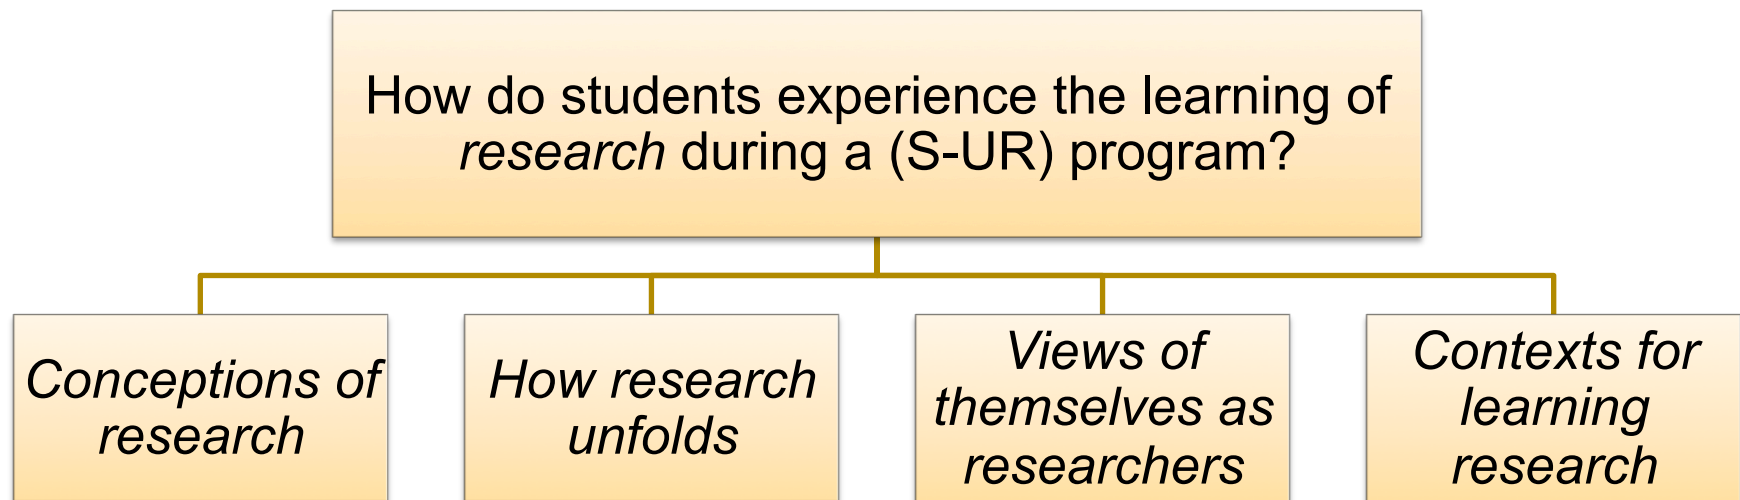 How do students experience the learning of
research during a (S-UR) program?
Conceptions of
research
How research
unfolds
Views of
themselves as
researchers
Contexts for
learning
research